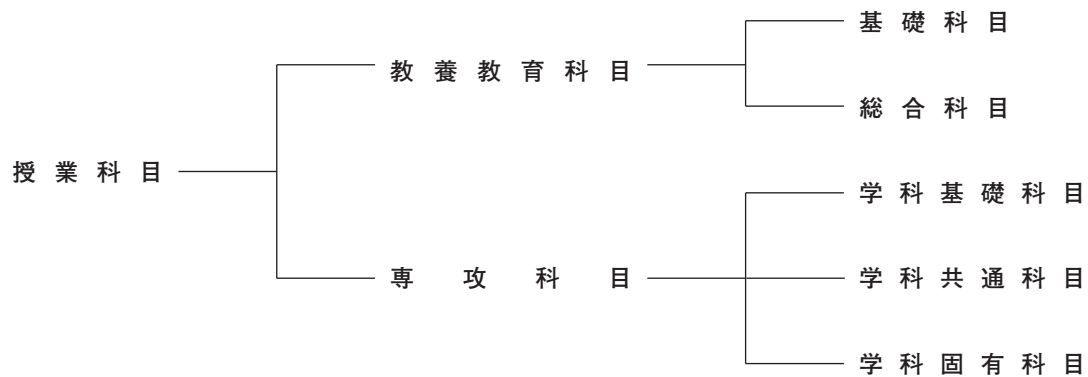 基礎科目
教養教育科目
総合科目
授業科目
学科基礎科目
専攻科目
学科共通科目
学科固有科目